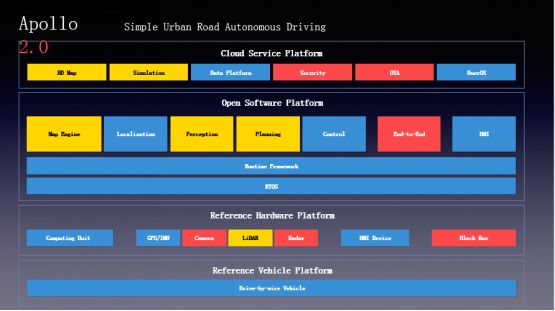 Apollo
2.0
Simple Urban Road Autonomous Driving
Cloud Service Platform
HD Map Simulation Data Platform Security OTA DuerOS
Open Software Platform
Map Engine Localization Perception Planning Control End-to-End HMI
Runtime Framework
RTOS
Reference Hardware Platform
Computing Unit GPS/IMU Camera LiDAR Radar HMI Device Black Box
Reference Vehicle Platform
Drive-by-wire Vehicle